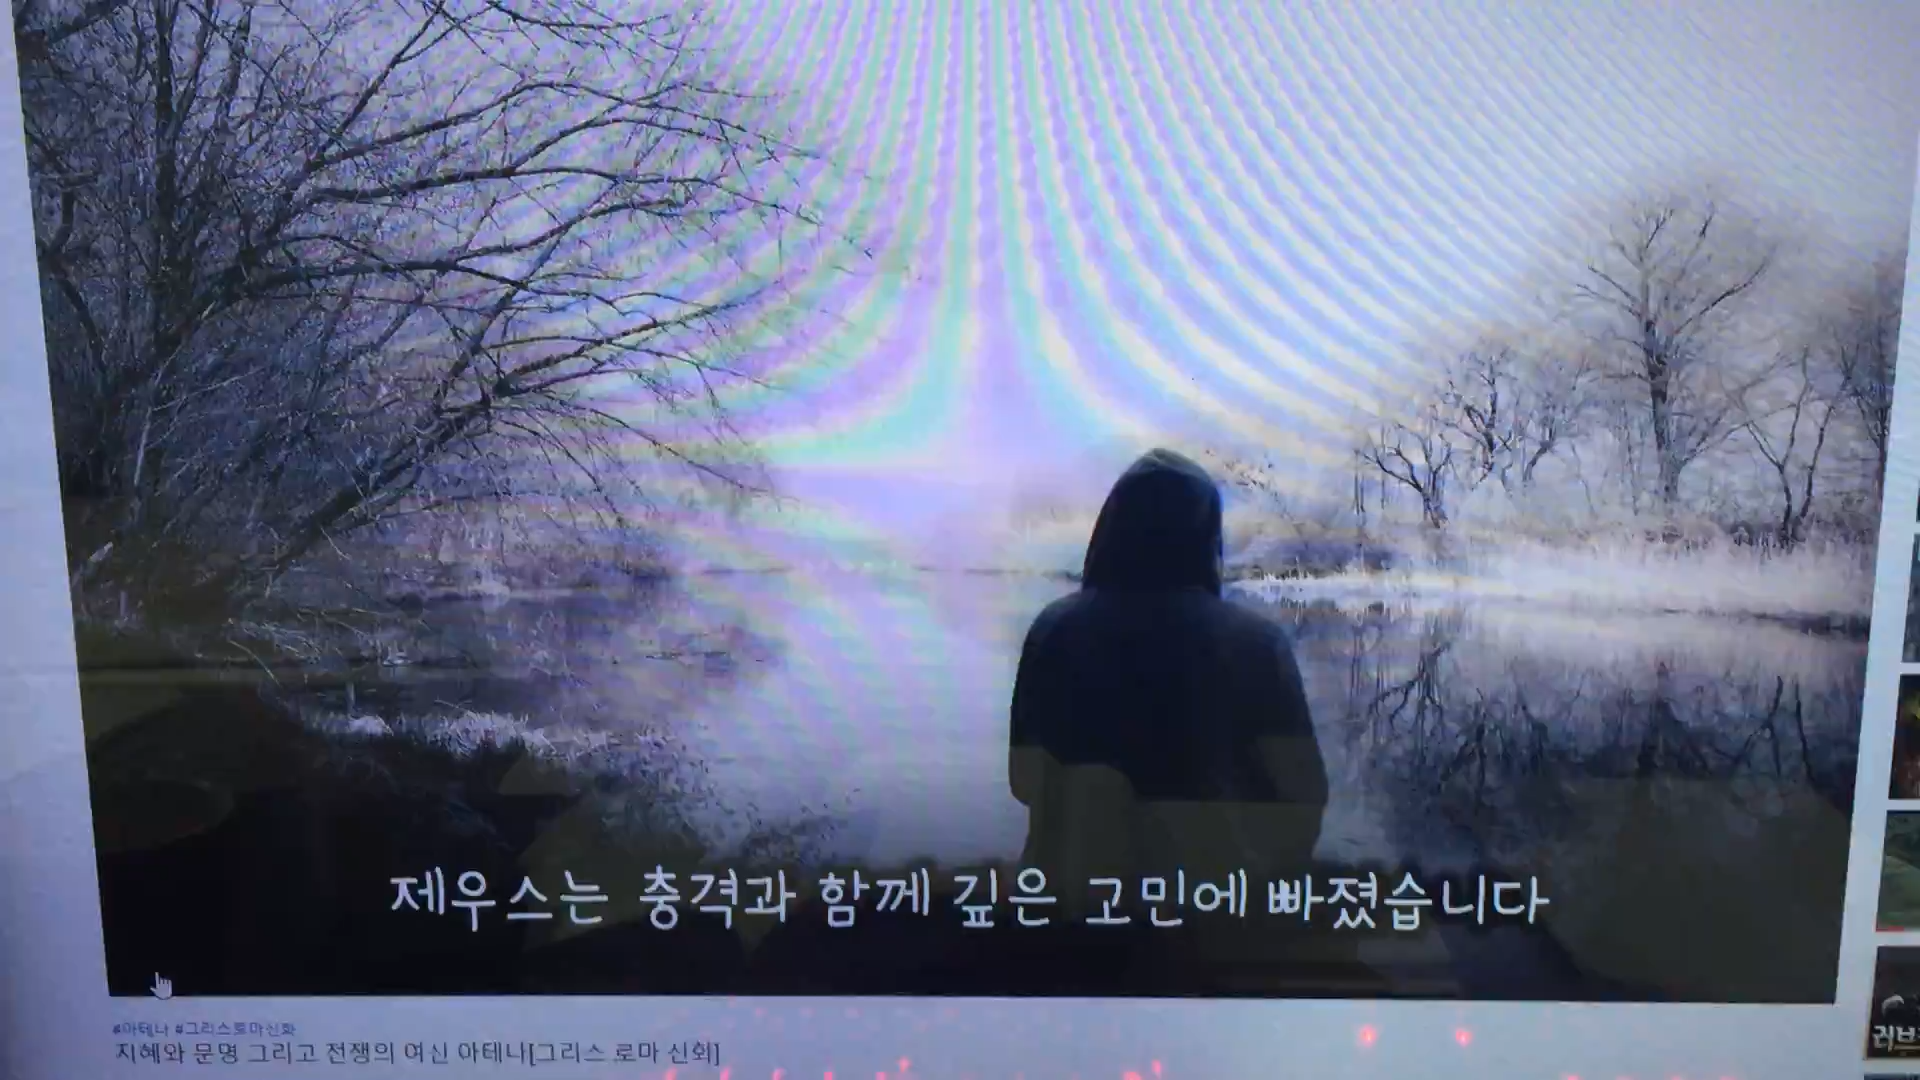 제우스는 충격과 함께 깊은 고민에 빠졌습니다
#아테나 #그리스로마신화
지혜와 문명 그리고 전쟁의 여신 아테나[그리스 로마 신화]